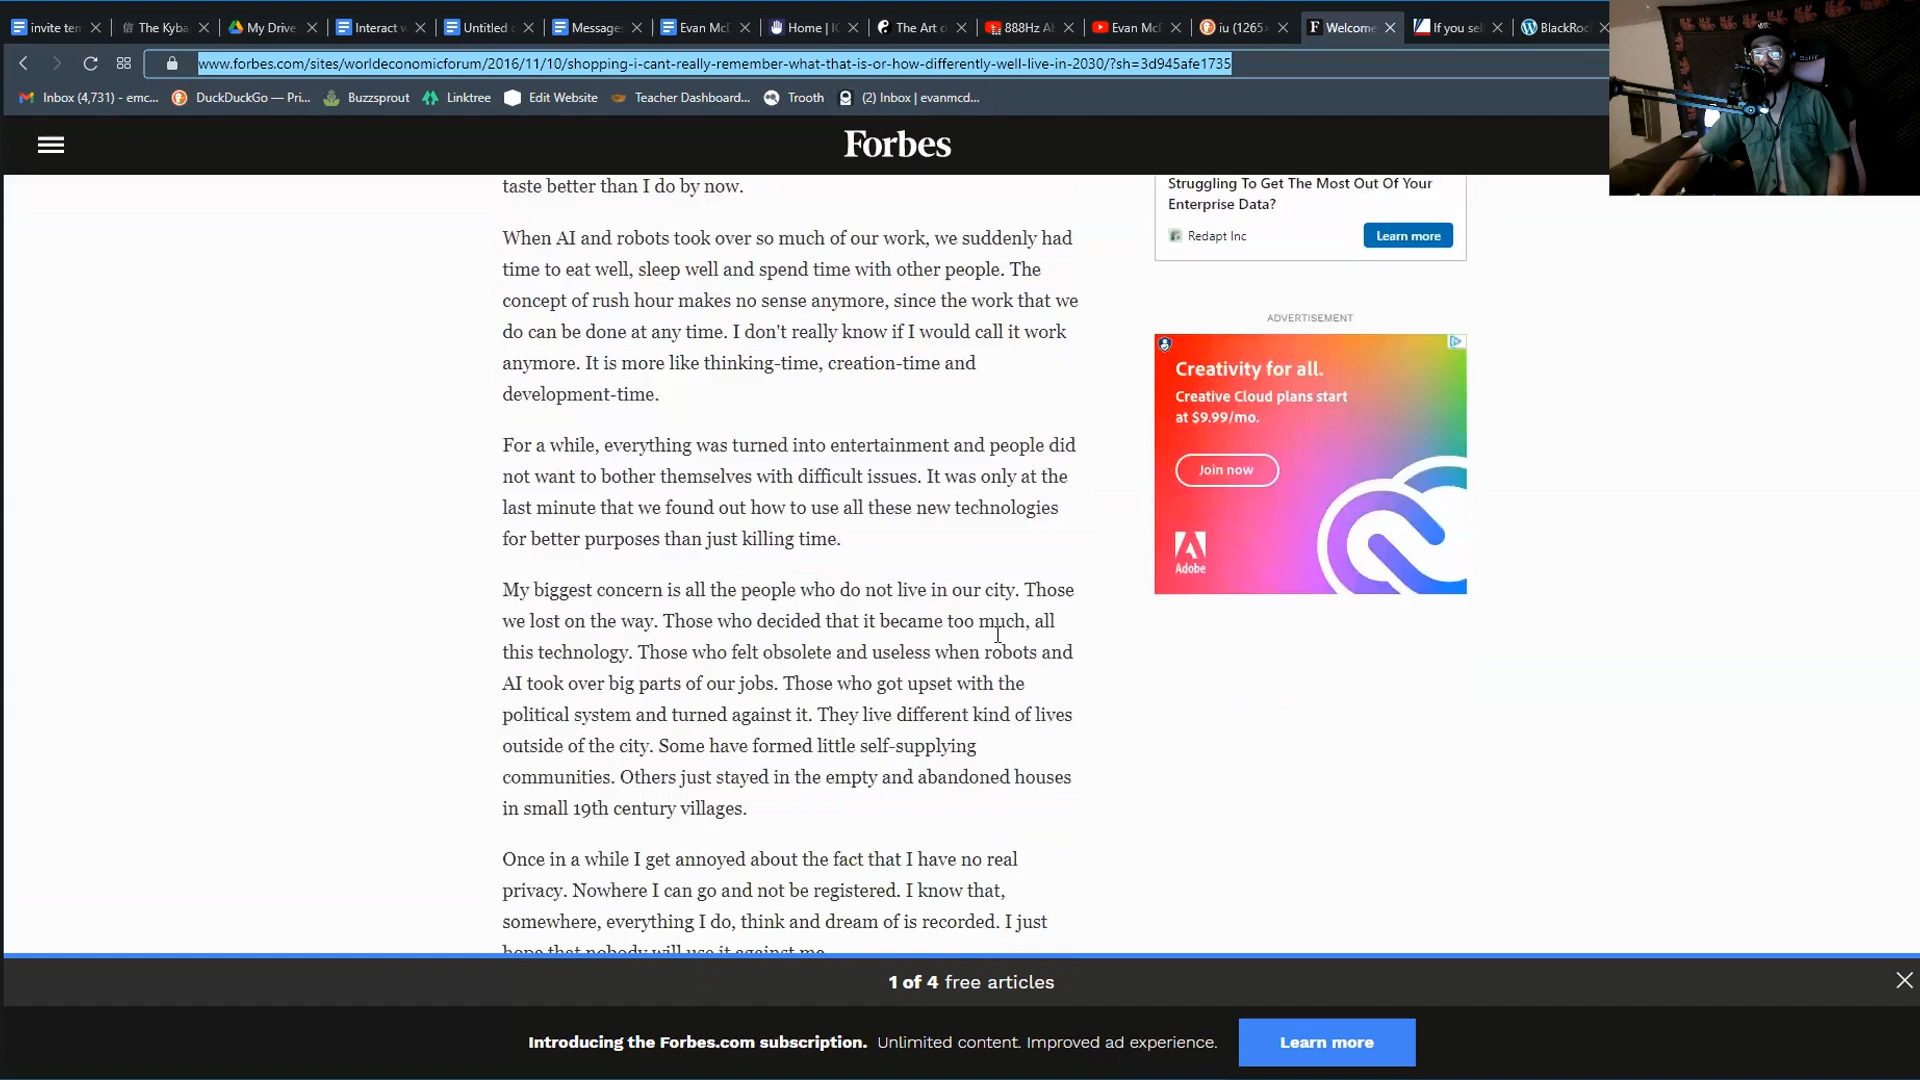 invite ten
The Kyba
My Drive
Interact w
Untitled
Messages
Evan McD
Home | IC
The Art o
888Hz Ab
Evan McD
iu (1265×
Welcome
If you sel
BlackRoc
www.forbes.com/sites/worldeconomicforum/2016/11/10/shopping-i-cant-really-remember-what-that-is-or-how-differently-well-live-in-2030/?sh=3d945afe1735
Inbox (4,731) - emc...
DuckDuckGo — Pri...
Buzzsprout
Linktree
Edit Website
Teacher Dashboard...
Trooth
(2) Inbox | evanmcd...
Forbes
taste better than I do by now.
When AI and robots took over so much of our work, we suddenly had
time to eat well, sleep well and spend time with other people. The
concept of rush hour makes no sense anymore, since the work that we
do can be done at any time. I don't really know if I would call it work
anymore. It is more like thinking-time, creation-time and
development-time.
For a while, everything was turned into entertainment and people did
not want to bother themselves with difficult issues. It was only at the
last minute that we found out how to use all these new technologies
for better purposes than just killing time.
My biggest concern is all the people who do not live in our city. Those
we lost on the way. Those who decided that it became too much, all
this technology. Those who felt obsolete and useless when robots and
AI took over big parts of our jobs. Those who got upset with the
political system and turned against it. They live different kind of lives
outside of the city. Some have formed little self-supplying
communities. Others just stayed in the empty and abandoned houses
in small 19th century villages.
Once in a while I get annoyed about the fact that I have no real
privacy. Nowhere I can go and not be registered. I know that,
somewhere, everything I do, think and dream of is recorded. I just
hope that nobody will use it against me.
Struggling To Get The Most Out Of Your
Enterprise Data?
Redapt Inc
Learn more
ADVERTISEMENT
Creativity for all.
Creative Cloud plans start
at $9.99/mo.
Join now
Adobe
1 of 4 free articles
Introducing the Forbes.com subscription. Unlimited content. Improved ad experience.
Learn more